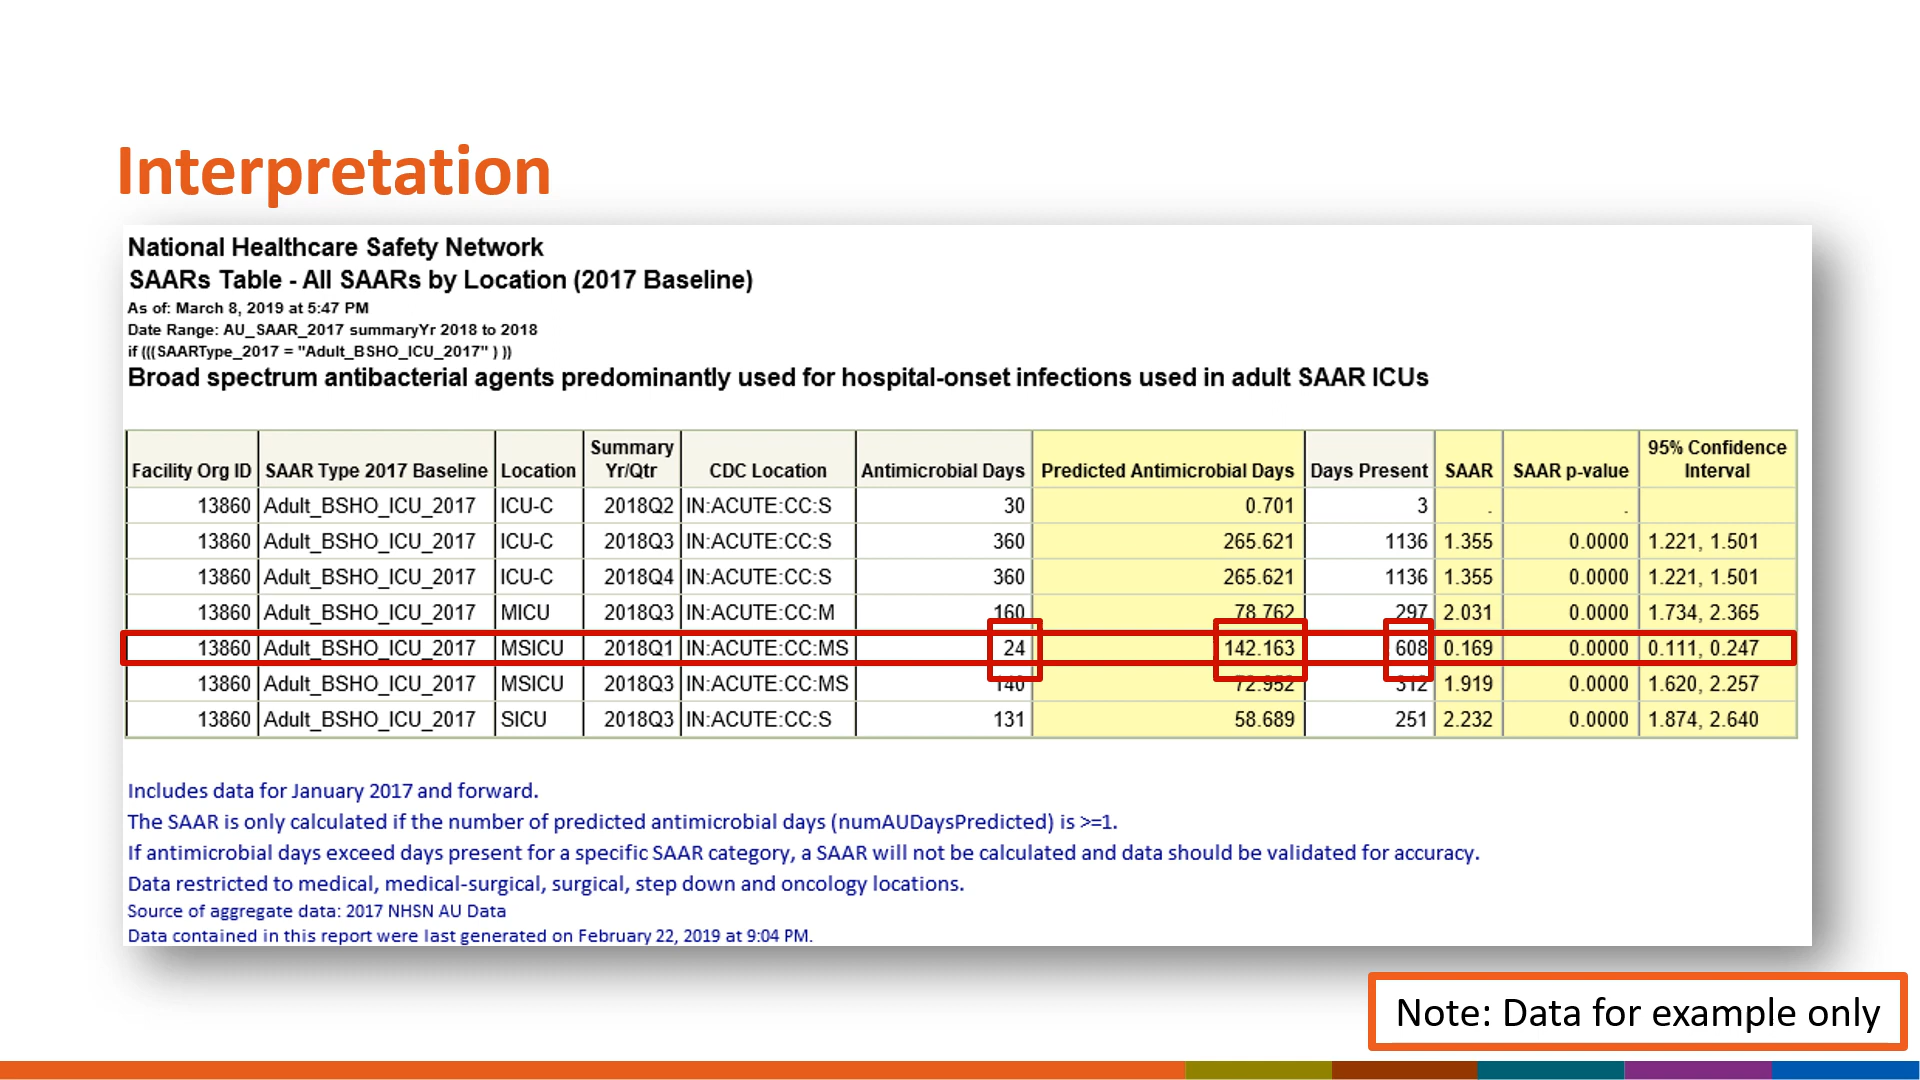 Interpretation
National Healthcare Safety Network
SAARs Table - All SAARs by Location (2017 Baseline)
As of: March 8, 2019 at 5:47 PM
Date Range: AU_SAAR_2017 summaryYr 2018 to 2018
if (((SAARType_2017 = "Adult_BSHO_ICU_2017" ) ))
Broad spectrum antibacterial agents predominantly used for hospital-onset infections used in adult SAAR ICUs
Facility Org ID SAAR Type 2017 Baseline Location Summary Yr/Qtr CDC Location Antimicrobial Days Predicted Antimicrobial Days Days Present SAAR SAAR p-value 95% Confidence Interval
13860 Adult_BSHO_ICU_2017 ICU-C 2018Q2 IN:ACUTE:CC:S 30 0.701 3 . .
13860 Adult_BSHO_ICU_2017 ICU-C 2018Q3 IN:ACUTE:CC:S 360 265.621 1136 1.355 0.0000 1.221, 1.501
13860 Adult_BSHO_ICU_2017 ICU-C 2018Q4 IN:ACUTE:CC:S 360 265.621 1136 1.355 0.0000 1.221, 1.501
13860 Adult_BSHO_ICU_2017 MICU 2018Q3 IN:ACUTE:CC:M 160 78.762 297 2.031 0.0000 1.734, 2.365
13860 Adult_BSHO_ICU_2017 MSICU 2018Q1 IN:ACUTE:CC:MS 24 142.163 608 0.169 0.0000 0.111, 0.247
13860 Adult_BSHO_ICU_2017 MSICU 2018Q3 IN:ACUTE:CC:MS 140 72.952 312 1.919 0.0000 1.620, 2.257
13860 Adult_BSHO_ICU_2017 SICU 2018Q3 IN:ACUTE:CC:S 131 58.689 251 2.232 0.0000 1.874, 2.640
Includes data for January 2017 and forward.
The SAAR is only calculated if the number of predicted antimicrobial days (numAUDaysPredicted) is >=1.
If antimicrobial days exceed days present for a specific SAAR category, a SAAR will not be calculated and data should be validated for accuracy.
Data restricted to medical, medical-surgical, surgical, step down and oncology locations.
Source of aggregate data: 2017 NHSN AU Data
Data contained in this report were last generated on February 22, 2019 at 9:04 PM.
Note: Data for example only